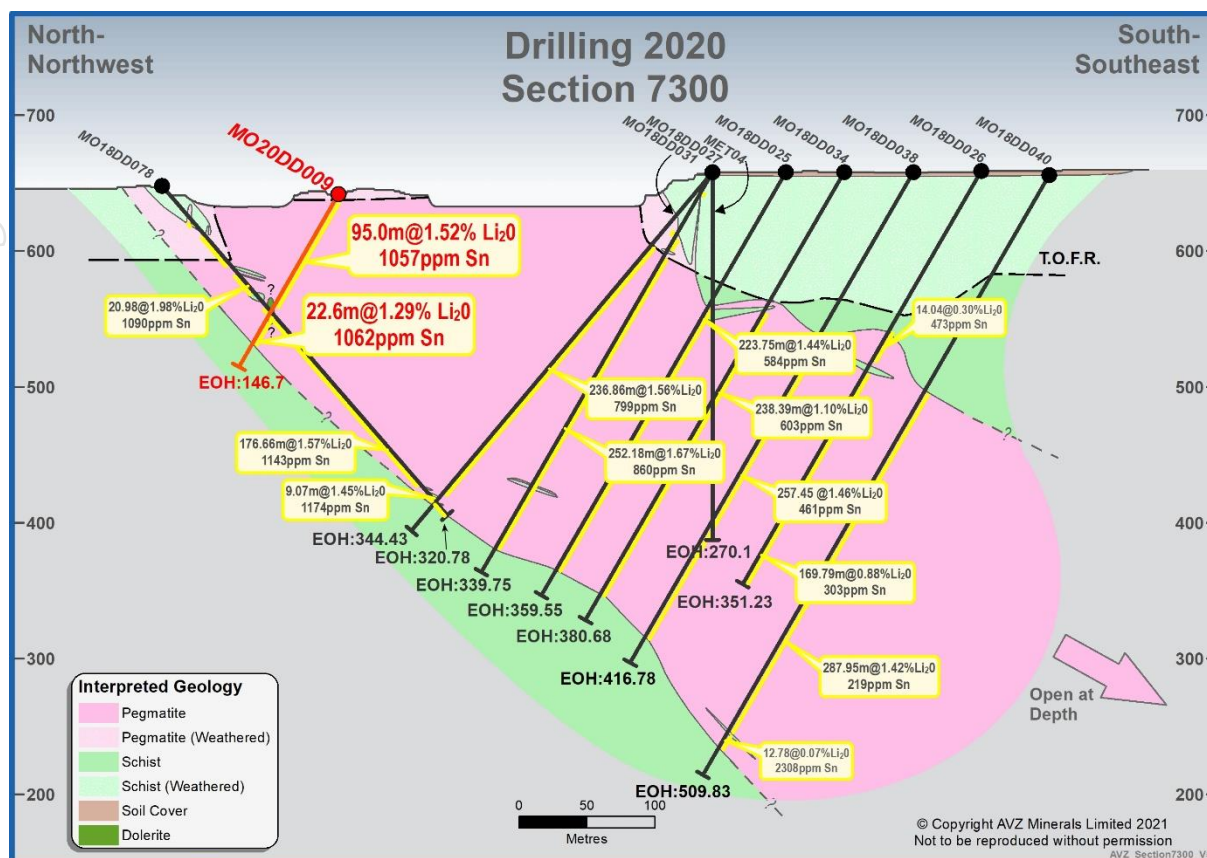 North-
Northwest
Drilling 2020
Section 7300
South-
Southeast
700
700
MO18DD078
MO20DD009
MO18DD031
MO18DD027
MET04
MO18DD025
MO18DD034
MO18DD038
MO18DD026
MO18DD040
600
600
T.O.F.R.
95.0m@1.52% Li₂0
1057ppm Sn
?
20.98@1.98%Li₂0
1090ppm Sn
?
?
22.6m@1.29% Li₂0
1062ppm Sn
14.04@0.30%Li₂0
473ppm Sn
223.75m@1.44%Li₂0
584ppm Sn
EOH:146.7
500
500
236.86m@1.56%Li₂0
799ppm Sn
238.39m@1.10%Li₂0
603ppm Sn
?
?
176.66m@1.57%Li₂0
1143ppm Sn
252.18m@1.67%Li₂0
860ppm Sn
9.07m@1.45%Li₂0
1174ppm Sn
257.45 @1.46%Li₂0
461ppm Sn
400
400
EOH:344.43
EOH:320.78
EOH:339.75
EOH:359.55
EOH:380.68
EOH:416.78
EOH:270.1
EOH:351.23
169.79m@0.88%Li₂0
303ppm Sn
300
300
287.95m@1.42%Li₂0
219ppm Sn
Open at
Depth
12.78@0.07%Li₂0
2308ppm Sn
EOH:509.83
?
200
200
Interpreted Geology
Pegmatite
Pegmatite (Weathered)
Schist
Schist (Weathered)
Soil Cover
Dolerite
0
50
100
Metres
© Copyright AVZ Minerals Limited 2021
Not to be reproduced without permission